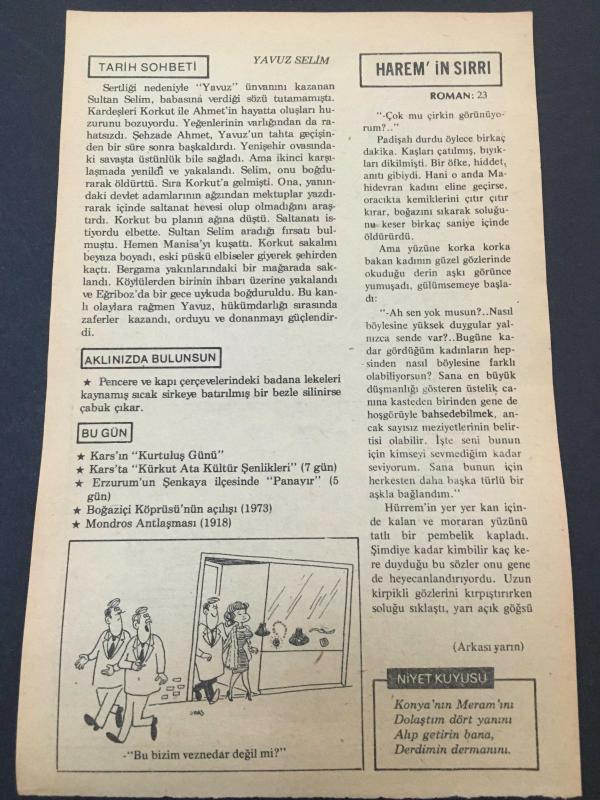 TARİH SOHBETİ
YAVUZ SELİM
Sertliği nedeniyle "Yavuz" ünvanını kazanan
Sultan Selim, babasına verdiği sözü tutamamıştı.
Kardeşleri Korkut ile Ahmet'in hayatta oluşları hu-
zurunu bozuyordu. Yeğenlerinin varlığından da ra-
hatsızdı. Şehzade Ahmet, Yavuz'un tahta geçişin-
den bir süre sonra başkaldırdı. Yenişehir ovasında-
ki savaşta üstünlük bile sağladı. Ama ikinci karşı-
laşmada yenildi ve yakalandı. Selim, onu boğdu-
rarak öldürttü. Sıra Korkut'a gelmişti. Ona, yanın-
daki devlet adamlarının ağzından mektuplar yazdı-
rarak içinde saltanat hevesi olup olmadığını araş-
tırdı. Korkut bu planın ağına düştü. Saltanatı is-
tiyordu elbette. Sultan Selim aradığı fırsatı bul-
muştu. Hemen Manisa'yı kuşattı. Korkut sakalını
beyaza boyadı, eski püskü elbiseler giyerek şehirden
kaçtı. Bergama yakınlarındaki bir mağarada sak-
landı. Köylülerden birinin ihbarı üzerine yakalandı
ve Eğriboz'da bir gece uykuda boğduruldu. Bu kan-
lı olaylara rağmen Yavuz, hükümdarlığı sırasında
zaferler kazandı, orduyu ve donanmayı güçlendir-
di.
AKLINIZDA BULUNSUN
★ Pencere ve kapı çerçevelerindeki badana lekeleri
kaynamış sıcak sirkeye batırılmış bir bezle silinirse
çabuk çıkar.
BU GÜN
★ Kars'ın "Kurtuluş Günü"
★ Kars'ta "Kürkut Ata Kültür Şenlikleri" (7 gün)
★ Erzurum'un Şenkaya ilçesinde "Panayır" (5
gün)
★ Boğaziçi Köprüsü'nün açılışı (1973)
★ Mondros Antlaşması (1918)
-"Bu bizim veznedar değil mi?"
HAREM' İN SIRRI
ROMAN: 23
"-Çok mu çirkin görünüyo-
rum?.."
Padişah durdu öylece birkaç
dakika. Kaşları çatılmış, bıyık-
ları dikilmişti. Bir öfke, hiddet,
anıtı gibiydi. Hani o anda Ma-
hidevran kadını eline geçirse,
oracıkta kemiklerini çıtır çıtır
kırar, boğazını sıkarak soluğu-
nu keser birkaç saniye içinde
öldürürdü.
Ama yüzüne korka korka
bakan kadının güzel gözlerinde
okuduğu derin aşkı görünce
yumuşadı, gülümsemeye başla-
dı:
"-Ah sen yok musun?..Nasıl
böylesine yüksek duygular yal-
nızca sende var?..Bugüne ka-
dar gördüğüm kadınların hep-
sinden nasıl böylesine farklı
olabiliyorsun? Sana en büyük
düşmanlığı gösteren üstelik ca-
nına kasteden birinden gene de
hoşgörüyle bahsedebilmek, an-
cak sayısız meziyetlerinin belir-
tisi olabilir. İşte seni bunun
için kimseyi sevmediğim kadar
seviyorum. Sana bunun için
herkesten daha başka türlü bir
aşkla bağlandım."
Hürrem'in yer yer kan için-
de kalan ve moraran yüzünü
tatlı bir pembelik kapladı.
Şimdiye kadar kimbilir kaç ke-
re duyduğu bu sözler onu gene
de heyecanlandırıyordu. Uzun
kirpikli gözlerini kırpıştırırken
soluğu sıklaştı, yarı açık göğsü
(Arkası yarın)
NİYET KUYUSU
Konya'nın Meram'ını
Dolaştım dört yanını
Alıp getirin bana,
Derdimin dermanını.